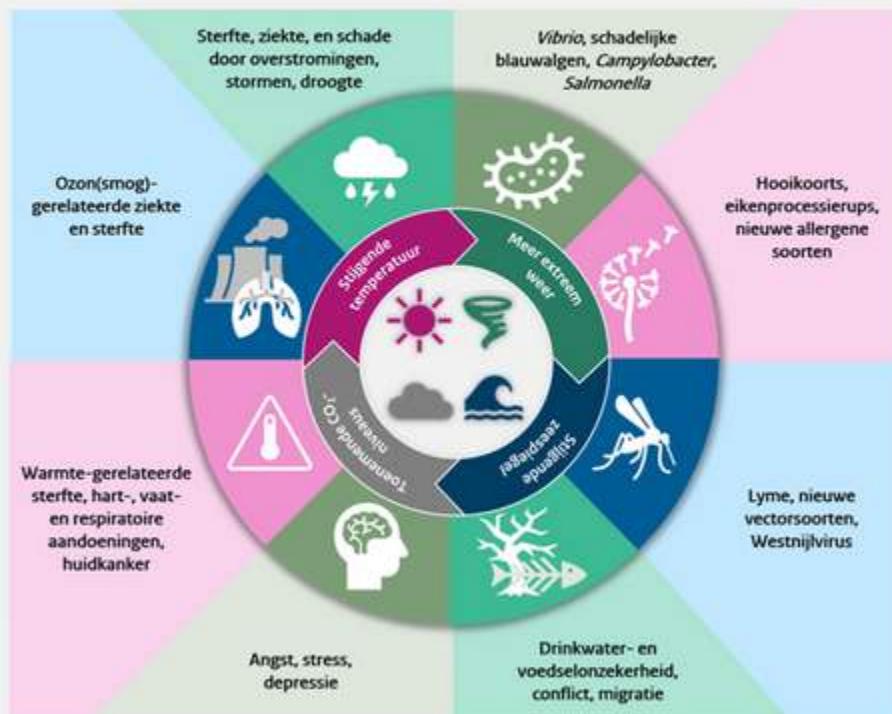 Sterfte, ziekte, en schade
door overstromingen,
stormen, droogte
Vibrio, schadelijke
blauwalgen, Campylobacter,
Salmonella
Ozon(smog)-
gerelateerde ziekte
en sterfte
Hooikoorts,
eikenprocessierups,
nieuwe allergene
soorten
Stijgende
temperatuur
Meer extreem
weer
Toenemende CO₂-
niveaus
Stijgende
zeespiegel
Warmte-gerelateerde
sterfte, hart-, vaat-
en respiratoire
aandoeningen,
huidkanker
Lyme, nieuwe
vectorsoorten,
Westnijlvirus
Angst, stress,
depressie
Drinkwater- en
voedselonzekerheid,
conflict, migratie